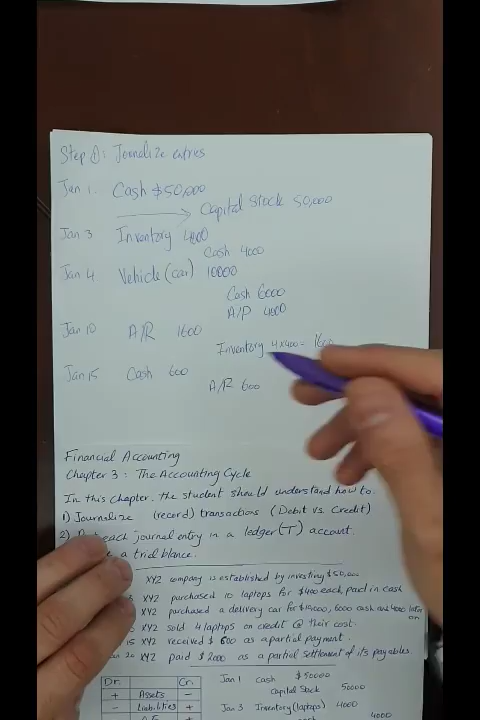 Step ①: Journalize entries
Jan 1. Cash $50,000
Capital Stock 50,000
Jan 3 Inventory 4000
Cash 4000
Jan 4 Vehicle (car) 10000
Cash 6000
A/P 4000
Jan 10 A/R 1600
Inventory 4x400= 1600
Jan 15 Cash 600
A/R 600
Financial Accounting
Chapter 3: The Accounting Cycle
In this Chapter. the student should understand how to.
1) Journalize (record) transactions (Debit vs. Credit)
2) each journal entry in a ledger (T) account.
a trial blance.
XYZ company is established by investing $50,000
XYZ purchased 10 laptops for $400 each, paid in cash
XYZ purchased a delivery car for $10,000, 6000 cash and 4000 later on
XYZ sold 4 laptops on credit @ their cost.
15 XYZ received $ 600 as a partial payment.
Jan 20 XYZ paid $2000 as a partial settlement of its payables.
Dr. Cr.
+ Assets -
- Liabilities +
Jan 1 Cash $50000
Capital Stock 50000
Jan 3 Inventory (laptops) 4000
4000